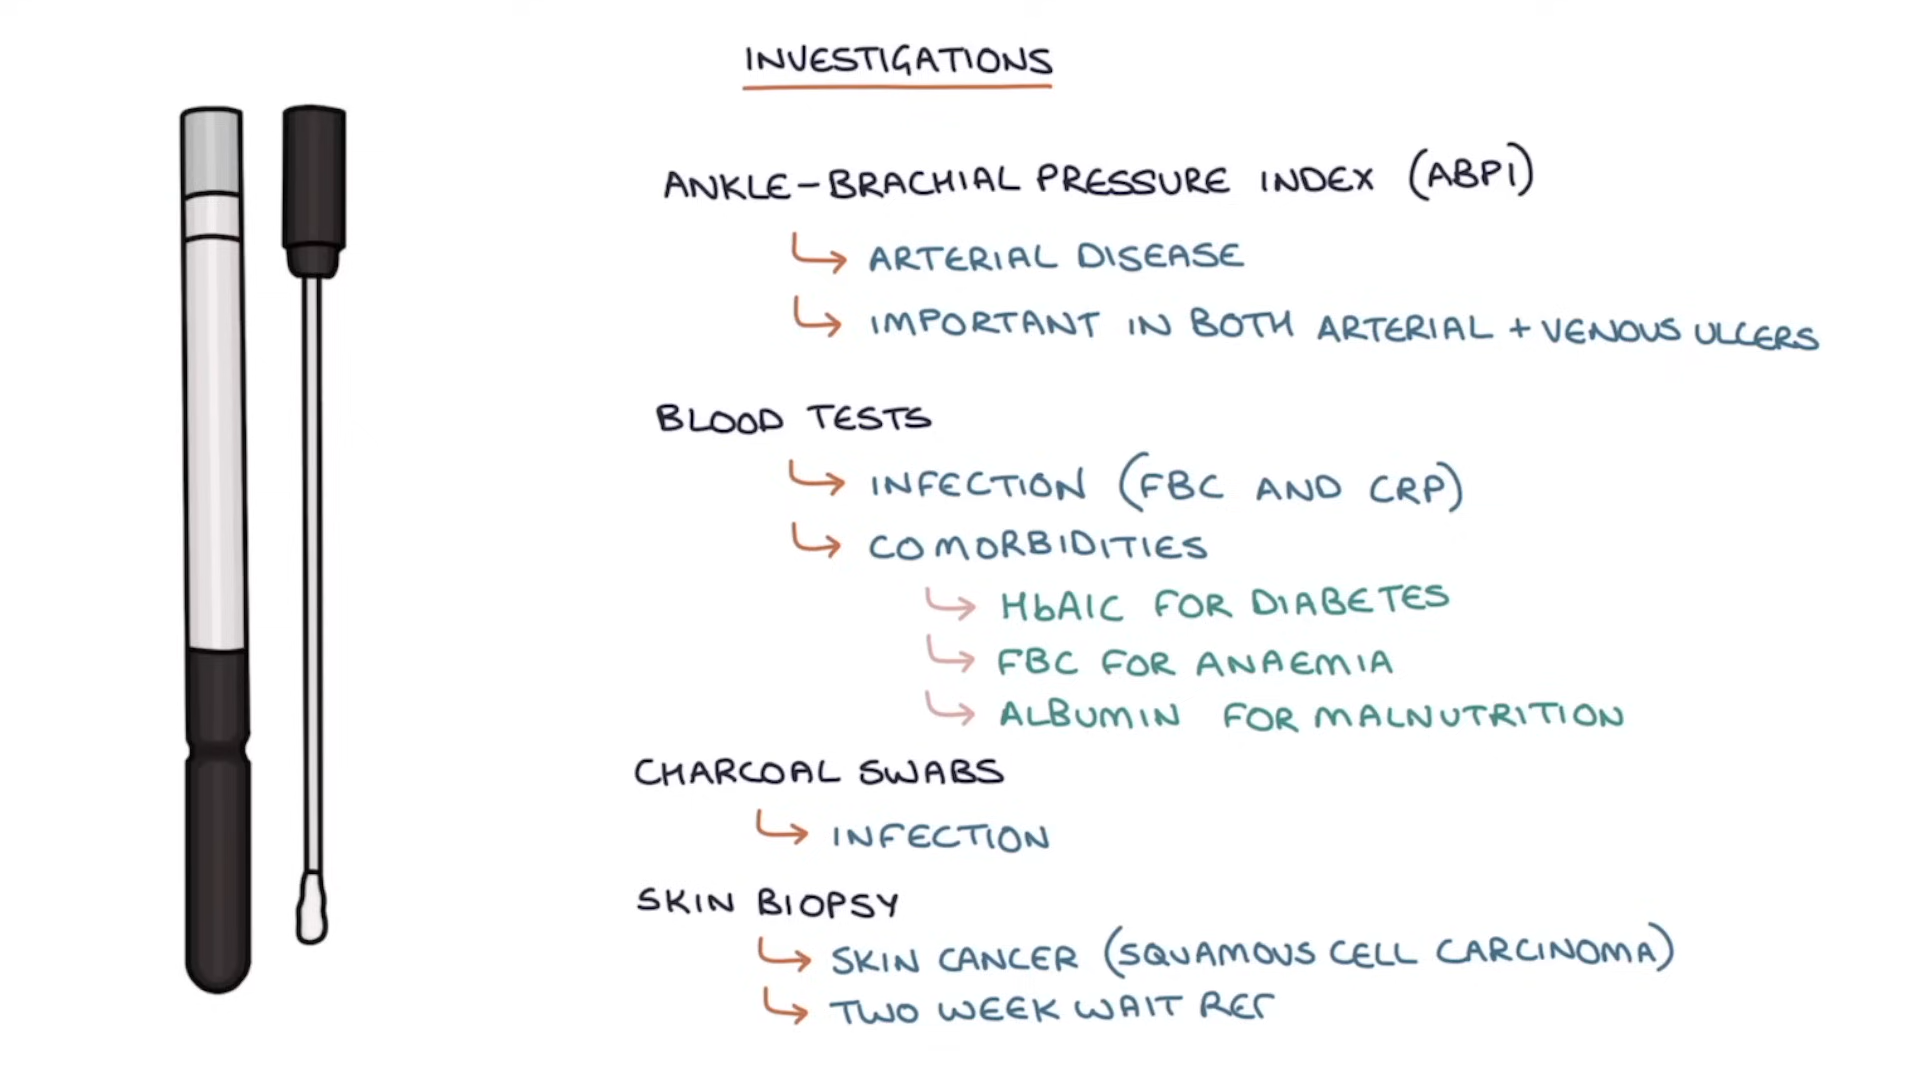 INVESTIGATIONS
ANKLE-BRACHIAL PRESSURE INDEX (ABPI)
ARTERIAL DISEASE
IMPORTANT IN BOTH ARTERIAL + VENOUS ULCERS
BLOOD TESTS
INFECTION (FBC AND CRP)
COMORBIDITIES
HbA1C FOR DIABETES
FBC FOR ANAEMIA
ALBUMIN FOR MALNUTRITION
CHARCOAL SWABS
INFECTION
SKIN BIOPSY
SKIN CANCER (SQUAMOUS CELL CARCINOMA)
TWO WEEK WAIT